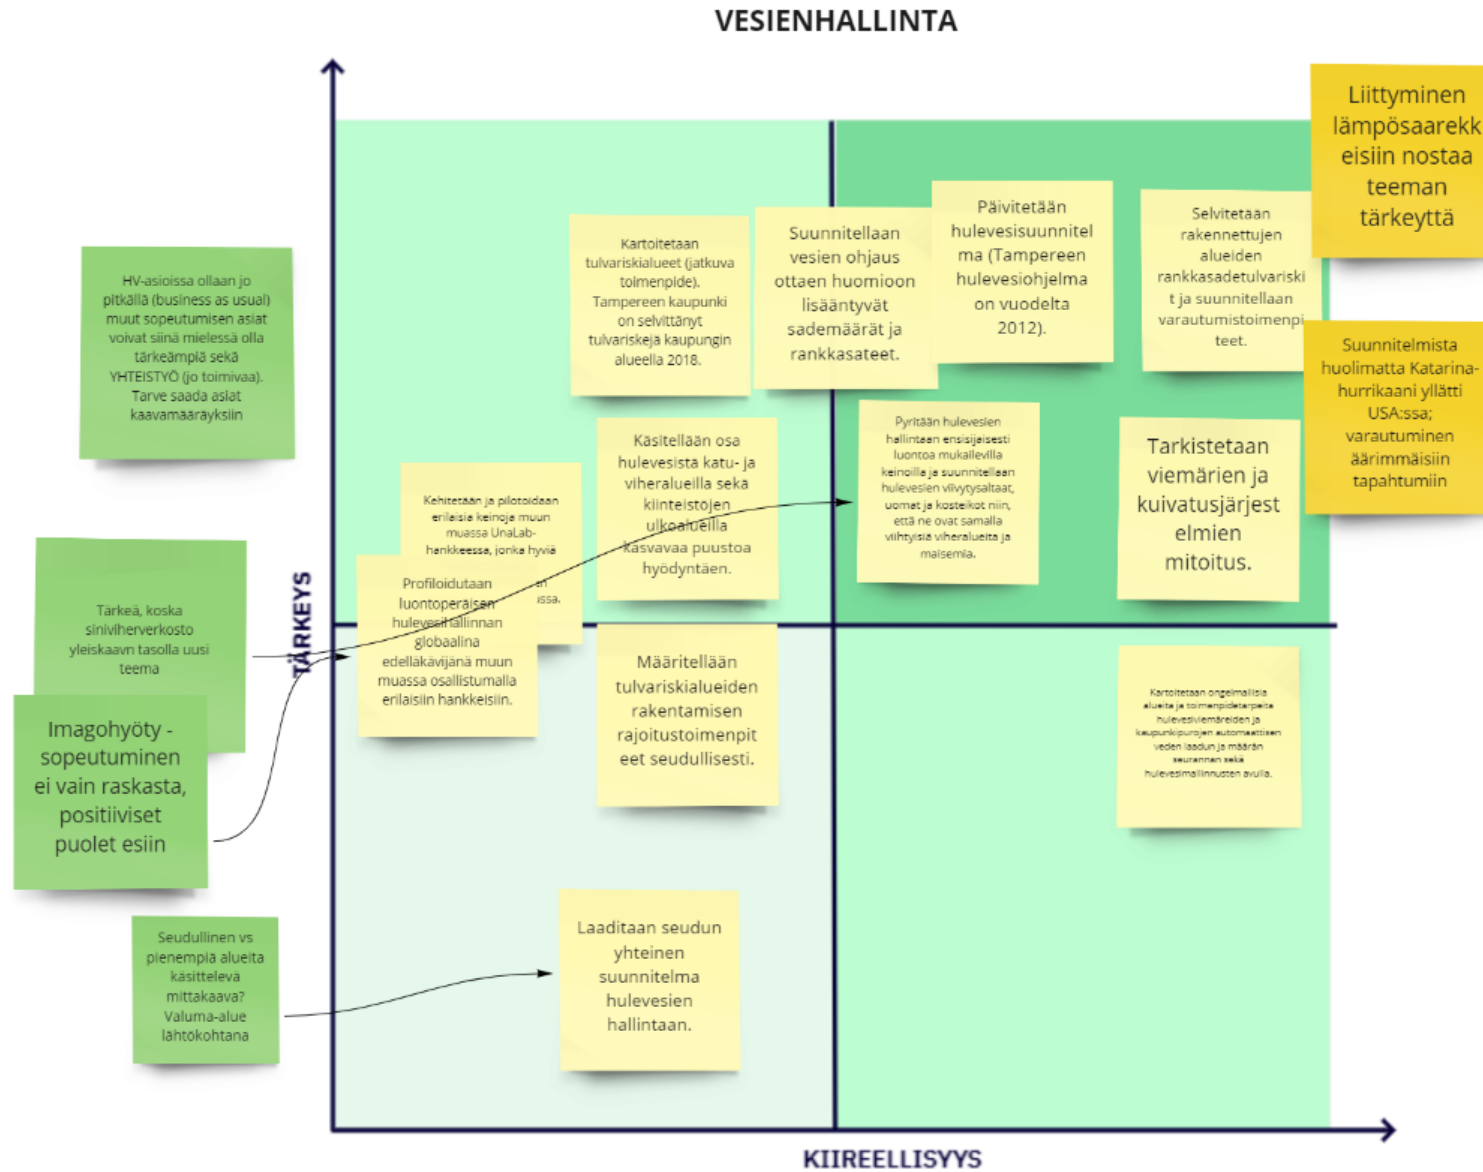 VESIENHALLINTA
Liittyminen
lämpösaarekk
eisiin nostaa
teeman
tärkeyttä
Päivitetään
hulevesisuunnitel
ma (Tampereen
hulevesiohjelma
on vuodelta
2012).
Selvitetään
rakennettujen
alueiden
rankkasadetulvariski
t ja suunnitellaan
varautumistoimenpi
teet.
Suunnitellaan
vesien ohjaus
ottaen huomioon
lisääntyvät
sademäärät ja
rankkasateet.
Kartoitetaan
tulvariskialueet (jatkuva
toimenpide).
Tampereen kaupunki
on selvittänyt
tulvariskejä kaupungin
alueella 2018.
HV-asioissa ollaan jo
pitkällä (business as usual)
muut sopeutumisen asiat
voivat siinä mielessä olla
tärkeämpiä sekä
YHTEISTYÖ (jo toimivaa).
Tarve saada asiat
kaavamääräyksiin
Suunnitelmista
huolimatta Katarina-
hurrikaani yllätti
USA:ssa;
varautuminen
äärimmäisiin
tapahtumiin
Pyritään hulevesien
hallintaan ensisijaisesti
luontoa mukailevilla
keinoilla ja suunnitellaan
hulevesien viivytysaltaat,
uomat ja kosteikot niin,
että ne ovat samalla
viihtyisiä viheralueita ja
maisemia.
Tarkistetaan
viemärien ja
kuivatusjärjest
elmien
mitoitus.
Käsitellään osa
hulevesistä katu- ja
viheralueilla sekä
kiinteistöjen
ulkoalueilla
kasvavaa puustoa
hyödyntäen.
Kehitetään ja pilotoidaan
erilaisia keinoja muun
muassa UnaLab-
hankkeessa, jonka hyviä
an
ssa.
Profiloidutaan
luontoperäisen
hulevesihallinnan
globaalina
edelläkävijänä muun
muassa osallistumalla
erilaisiin hankkeisiin.
TÄRKEYS
Tärkeä, koska
siniviherverkosto
yleiskaavn tasolla uusi
teema
Imagohyöty -
sopeutuminen
ei vain raskasta,
positiiviset
puolet esiin
Määritellään
tulvariskialueiden
rakentamisen
rajoitustoimenpit
eet seudullisesti.
Kartoitetaan ongelmallisia
alueita ja toimenpidetarpeita
hulevesiviemäreiden ja
kaupunkipurojen automaattisen
veden laadun ja määrän
seurannan sekä
hulevesimallinnusten avulla.
Seudullinen vs
pienempiä alueita
käsittelevä
mittakaava?
Valuma-alue
lähtökohtana
Laaditaan seudun
yhteinen
suunnitelma
hulevesien
hallintaan.
KIIREELLISYYS